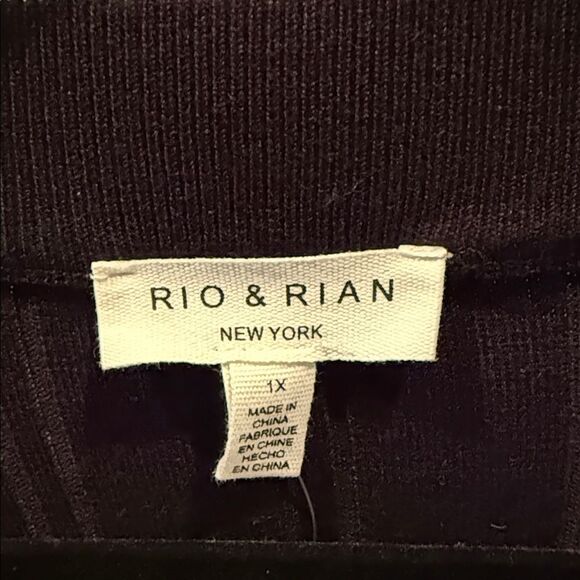 RIO & RIAN
NEW YORK
1X
MADE IN
CHINA
FABRIQUE
EN CHINE
HECHO
EN CHINA